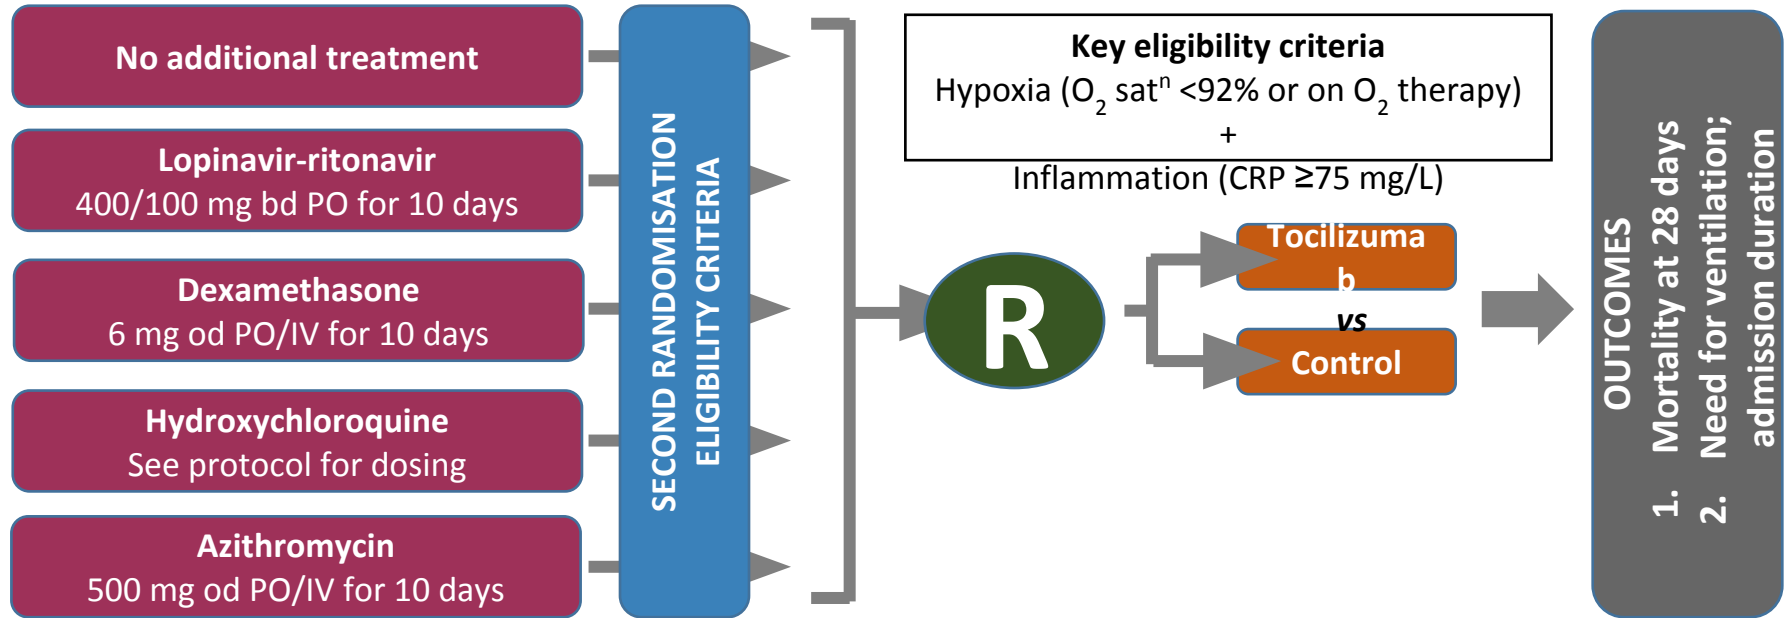 No additional treatment
Lopinavir-ritonavir
400/100 mg bd PO for 10 days
Dexamethasone
6 mg od PO/IV for 10 days
Hydroxychloroquine
See protocol for dosing
Azithromycin
500 mg od PO/IV for 10 days
SECOND RANDOMISATION
ELIGIBILITY CRITERIA
Key eligibility criteria
Hypoxia (O₂ satⁿ <92% or on O₂ therapy)
+
Inflammation (CRP ≥75 mg/L)
R
Tocilizuma
b
vs
Control
OUTCOMES
1. Mortality at 28 days
2. Need for ventilation;
admission duration